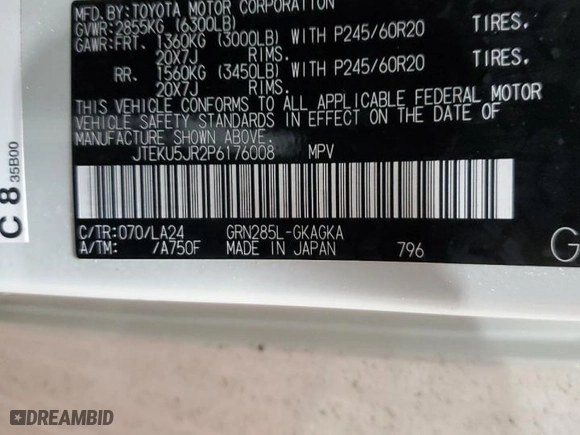 MFD. BY: TOYOTA MOTOR CORPORATION
GVWR: 2855KG (6300LB)
GAWR: FRT. 1360KG (3000LB) WITH P245/60R20 TIRES.
20X7J RIMS.
RR. 1560KG (3450LB) WITH P245/60R20 TIRES.
20X7J RIMS.
THIS VEHICLE CONFORMS TO ALL APPLICABLE FEDERAL MOTOR
VEHICLE SAFETY STANDARDS IN EFFECT ON THE DATE OF
MANUFACTURE SHOWN ABOVE.
JTEKU5JR2P6176008 MPV
C/TR: 070/LA24 GRN285L-GKAGKA
A/TM: /A750F MADE IN JAPAN 796
G
C 8 35B00
DREAMBID